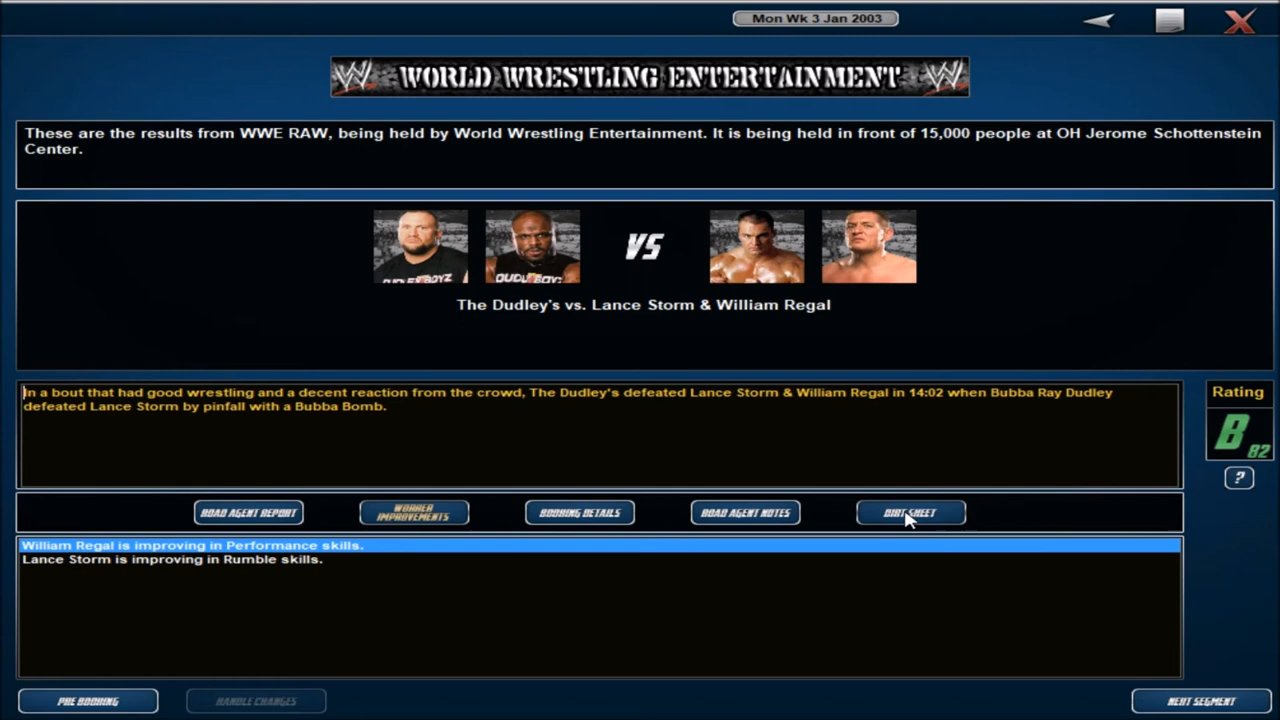 Mon Wk 3 Jan 2003
WORLD WRESTLING ENTERTAINMENT
These are the results from WWE RAW, being held by World Wrestling Entertainment. It is being held in front of 15,000 people at OH Jerome Schottenstein
Center.
VS
The Dudley's vs. Lance Storm & William Regal
In a bout that had good wrestling and a decent reaction from the crowd, The Dudley's defeated Lance Storm & William Regal in 14:02 when Bubba Ray Dudley
defeated Lance Storm by pinfall with a Bubba Bomb.
Rating
B 82
?
ROAD AGENT REPORT
WORKER
IMPROVEMENTS
BOOKING DETAILS
ROAD AGENT NOTES
DIRT SHEET
William Regal is improving in Performance skills.
Lance Storm is improving in Rumble skills.
PRE BOOKING
HANDLE CHANGES
NEXT SEGMENT